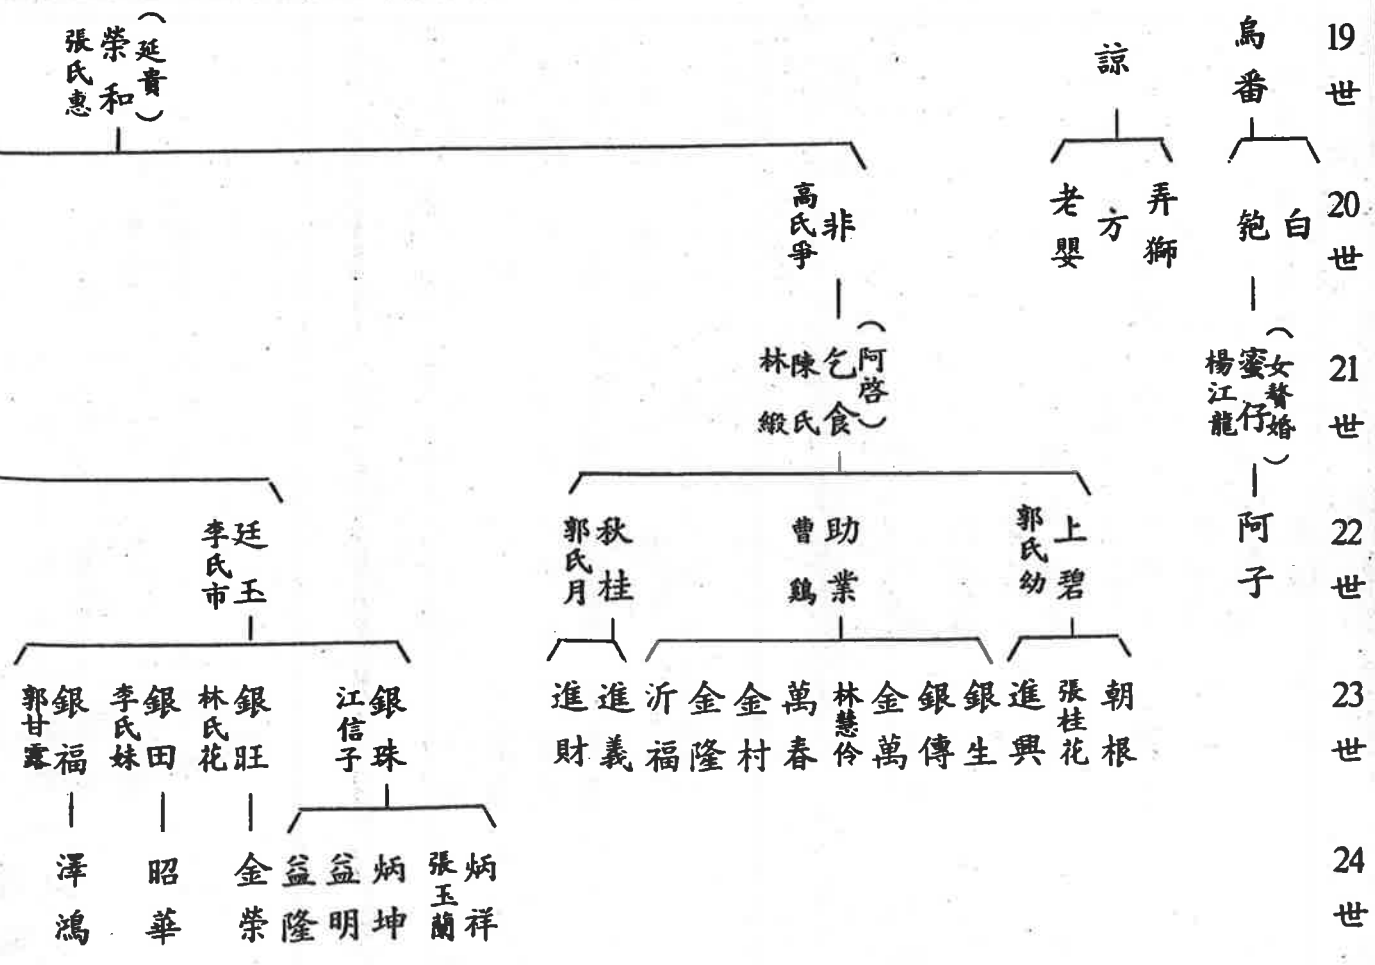 19世
烏番
諒
(延貴)
榮和
張氏惠
20世
白
匏
弄獅
方
老嬰
非
高氏爭
21世
(女贅婚)
蜜仔
楊江龍
(阿啓)
乞食
陳氏
林緞
22世
阿子
上碧
郭氏幼
助業
曹鷄
秋桂
郭氏月
廷玉
李氏市
23世
朝根
張桂花
進興
銀生
銀傳
金萬
林慧伶
萬春
金村
金隆
沂福
進義
進財
銀珠
江信子
銀旺
林氏花
銀田
李氏妹
銀福
郭甘露
24世
炳祥
張玉蘭
炳坤
益明
益隆
金榮
昭華
澤鴻